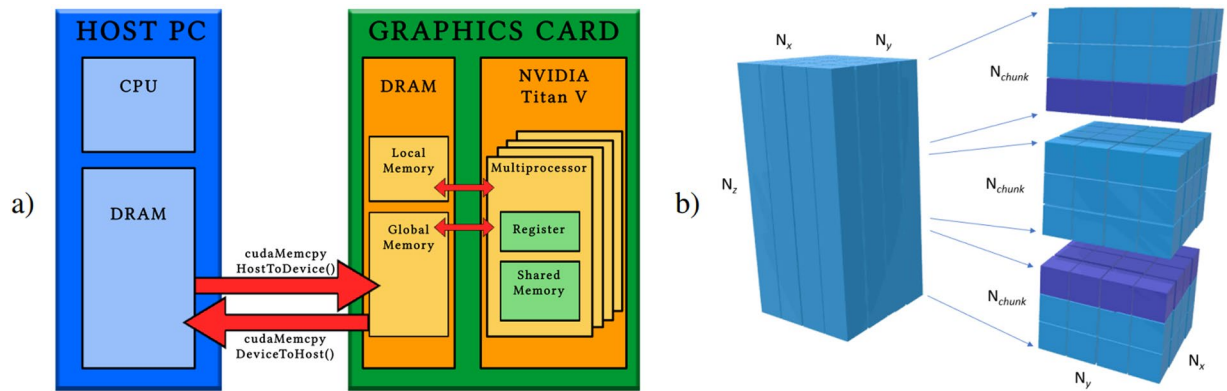 a)
HOST PC
CPU
DRAM
cudaMemcpy
HostToDevice()
cudaMemcpy
DeviceToHost()
GRAPHICS CARD
DRAM
Local
Memory
Global
Memory
NVIDIA
Titan V
Multiprocessor
Register
Shared
Memory
b)
Nx
Ny
Nz
Nchunk
Nchunk
Nchunk
Ny
Nx